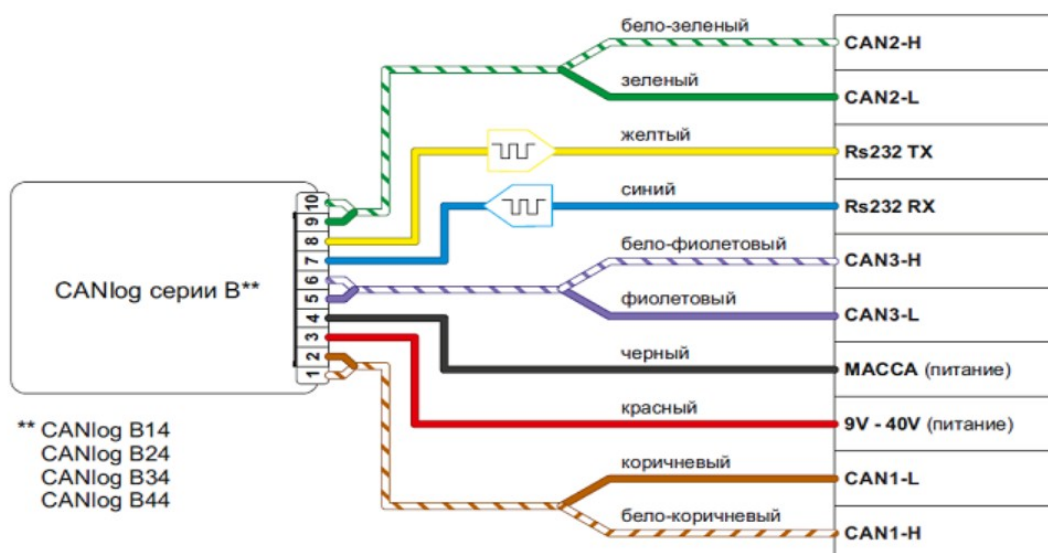 бело-зеленый
CAN2-H
зеленый
CAN2-L
желтый
Rs232 TX
синий
Rs232 RX
бело-фиолетовый
CAN3-H
фиолетовый
CAN3-L
черный
МАССА (питание)
красный
9V - 40V (питание)
коричневый
CAN1-L
бело-коричневый
CAN1-H
10
9
8
7
6
5
4
3
2
1
CANlog серии B**
** CANlog B14
CANlog B24
CANlog B34
CANlog B44